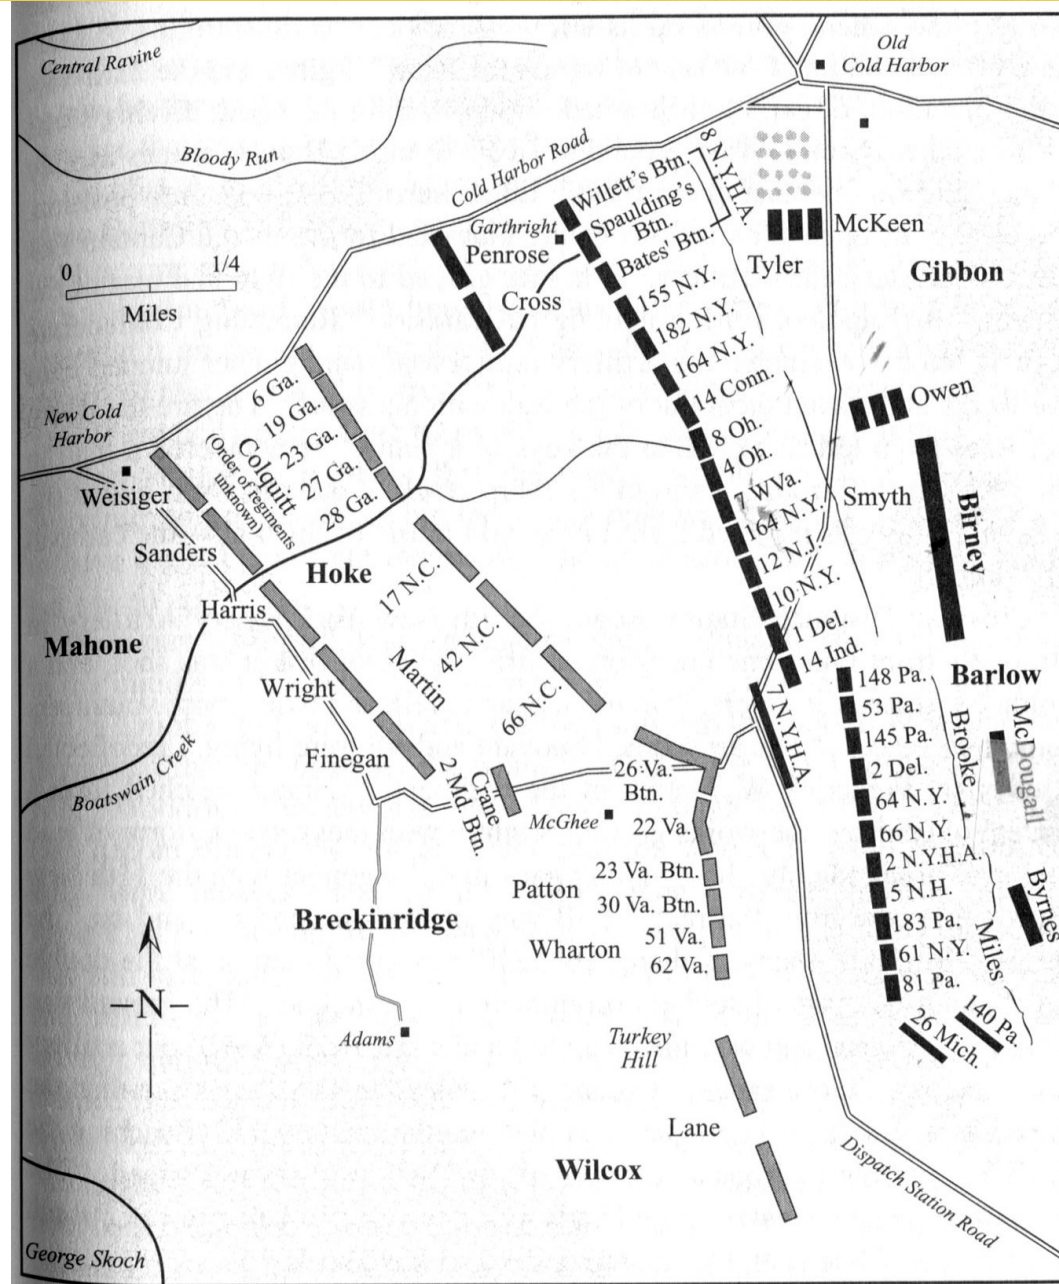 Central Ravine
Old
Cold Harbor
Bloody Run
Cold Harbor Road
8 N.Y.H.A.
Willett's Btn.
Spaulding's
Btn.
Bates' Btn.
Garthright
Penrose
McKeen
Tyler
Gibbon
0 1/4
Miles
Cross
155 N.Y.
182 N.Y.
164 N.Y.
14 Conn.
8 Oh.
4 Oh.
7 WVa.
164 N.Y.
12 N.J.
10 N.Y.
1 Del.
14 Ind.
Owen
Smyth
Birney
6 Ga.
19 Ga.
23 Ga.
27 Ga.
28 Ga.
Colquitt
(Order of regiments
unknown)
New Cold
Harbor
Weisiger
Sanders
Hoke
Harris
Mahone
17 N.C.
42 N.C.
66 N.C.
Martin
Wright
Finegan
Boatswain Creek
2 Md. Btn.
Crane
7 N.Y.H.A.
Barlow
148 Pa.
53 Pa.
145 Pa.
2 Del.
64 N.Y.
66 N.Y.
Brooke
McDougall
2 N.Y.H.A.
5 N.H.
183 Pa.
61 N.Y.
81 Pa.
Miles
Byrnes
140 Pa.
26 Mich.
26 Va.
Btn.
McGhee
22 Va.
23 Va. Btn.
Patton
30 Va. Btn.
51 Va.
Wharton
62 Va.
Breckinridge
N
Adams
Turkey
Hill
Lane
Wilcox
Dispatch Station Road
George Skoch